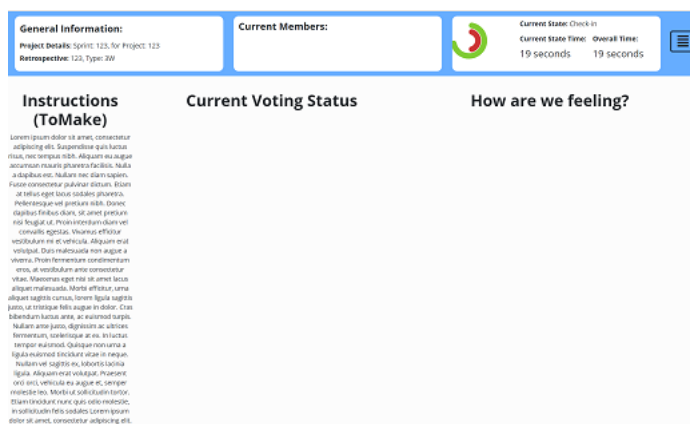 General Information:
Project Details: Sprint: 123, for Project: 123
Retrospective: 123, Type: 3W
Current Members:
Current State: Check-in
Current State Time: Overall Time:
19 seconds 19 seconds
Instructions
(ToMake)
Lorem ipsum dolor sit amet, consectetur
adipiscing elit. Suspendisse quis luctus
risus, nec tempus nibh. Aliquam eu augue
accumsan mauris pharetra facilisis. Nulla
a dapibus est. Nullam nec diam sapien.
Fusce consectetur pulvinar dictum. Etiam
at tellus eget lacus sodales pharetra.
Pellentesque vel pretium nibh. Donec
dapibus finibus diam, sit amet pretium
nisi feugiat ut. Proin interdum diam vel
convallis egestas. Vivamus efficitur
vestibulum mi et vehicula. Aliquam erat
volutpat. Duis malesuada non augue a
viverra. Proin fermentum condimentum
eros, at vestibulum ante consectetur
vitae. Maecenas eget nisi sit amet lacus
aliquet malesuada. Morbi efficitur, urna
aliquet sagittis cursus, lorem ligula sagittis
justo, ut tristique felis augue in dolor. Cras
bibendum luctus ante, ac euismod turpis.
Nullam ante justo, dignissim ac ultrices
fermentum, scelerisque at ex. In luctus
tempor euismod. Quisque non urna a
ligula euismod tincidunt vitae in neque.
Nullam vel sagittis ex, lobortis lacinia
ligula. Aliquam erat volutpat. Praesent
orci orci, vehicula eu augue et, semper
molestie leo. Morbi ut sollicitudin tortor.
Etiam tincidunt nunc quis odio molestie,
in sollicitudin felis sodales Lorem ipsum
dolor sit amet, consectetur adipiscing elit.
Current Voting Status
How are we feeling?